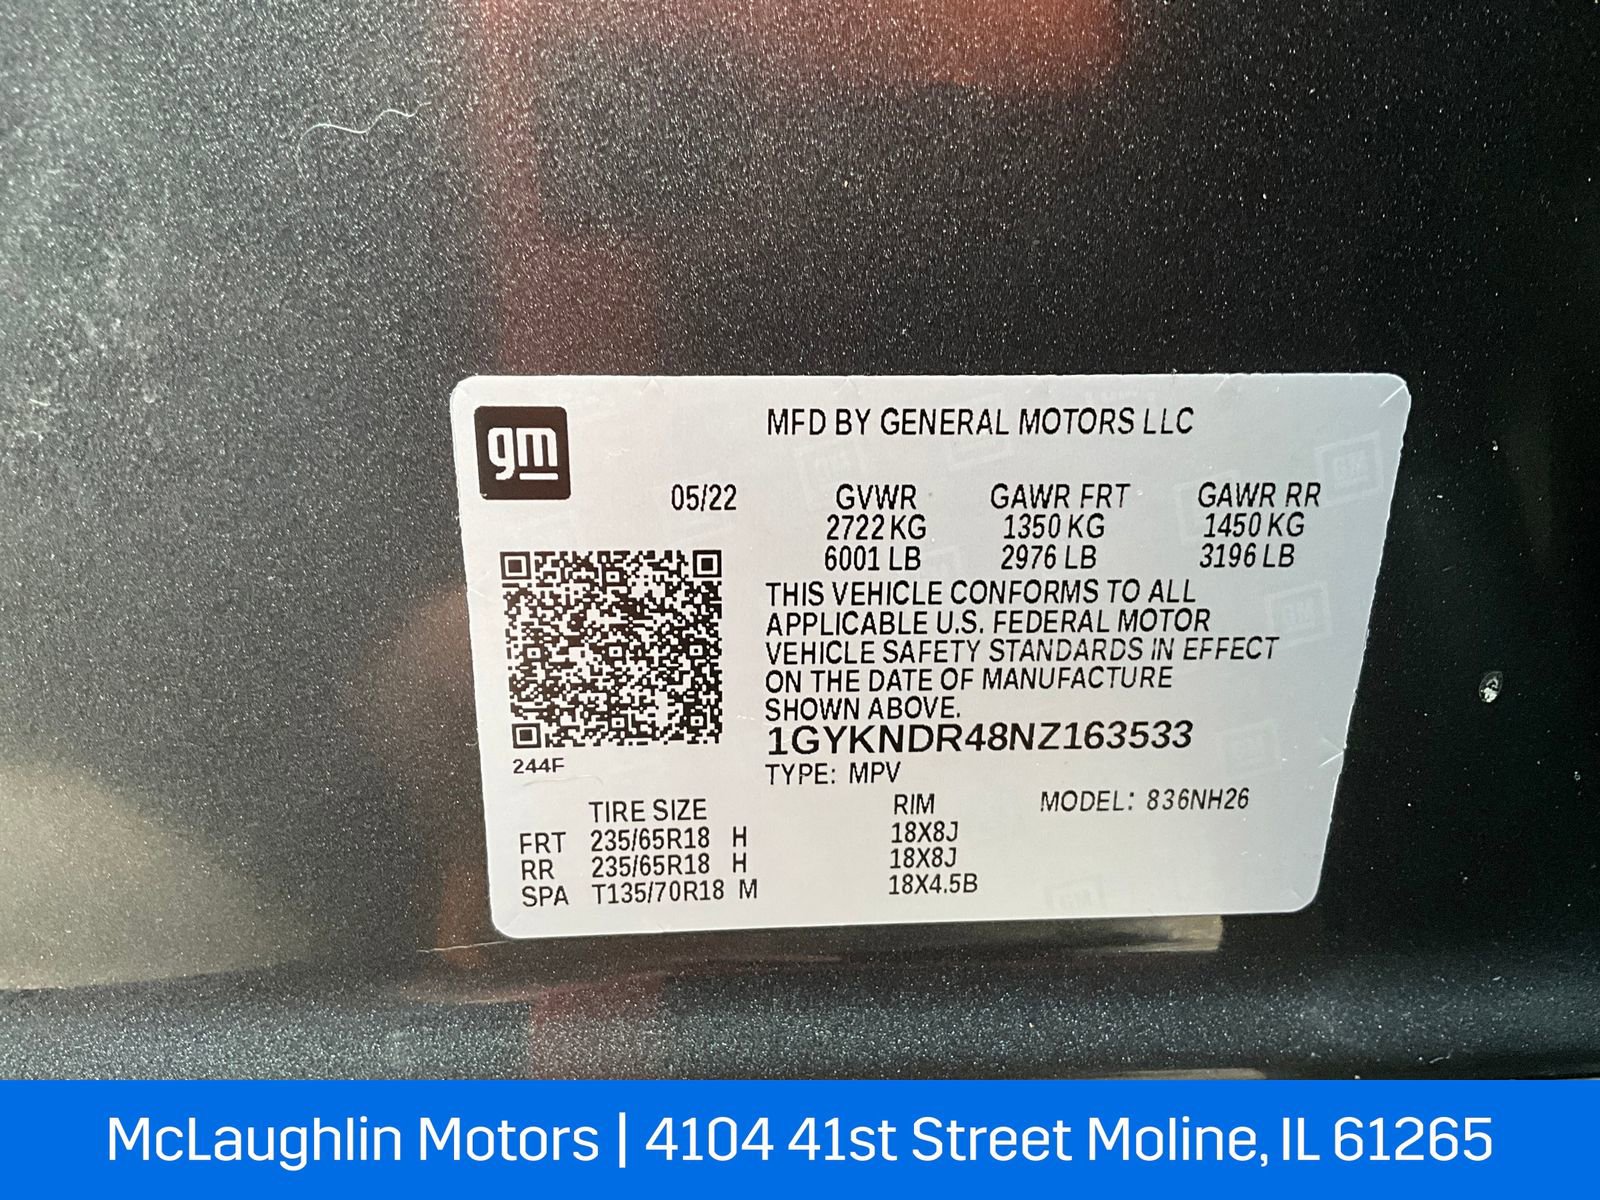 gm
MFD BY GENERAL MOTORS LLC
05/22 GVWR GAWR FRT GAWR RR
2722 KG 1350 KG 1450 KG
6001 LB 2976 LB 3196 LB
THIS VEHICLE CONFORMS TO ALL
APPLICABLE U.S. FEDERAL MOTOR
VEHICLE SAFETY STANDARDS IN EFFECT
ON THE DATE OF MANUFACTURE
SHOWN ABOVE.
1GYKNDR48NZ163533
244F
TYPE: MPV
TIRE SIZE RIM MODEL: 836NH26
FRT 235/65R18 H 18X8J
RR 235/65R18 H 18X8J
SPA T135/70R18 M 18X4.5B
McLaughlin Motors | 4104 41st Street Moline, IL 61265